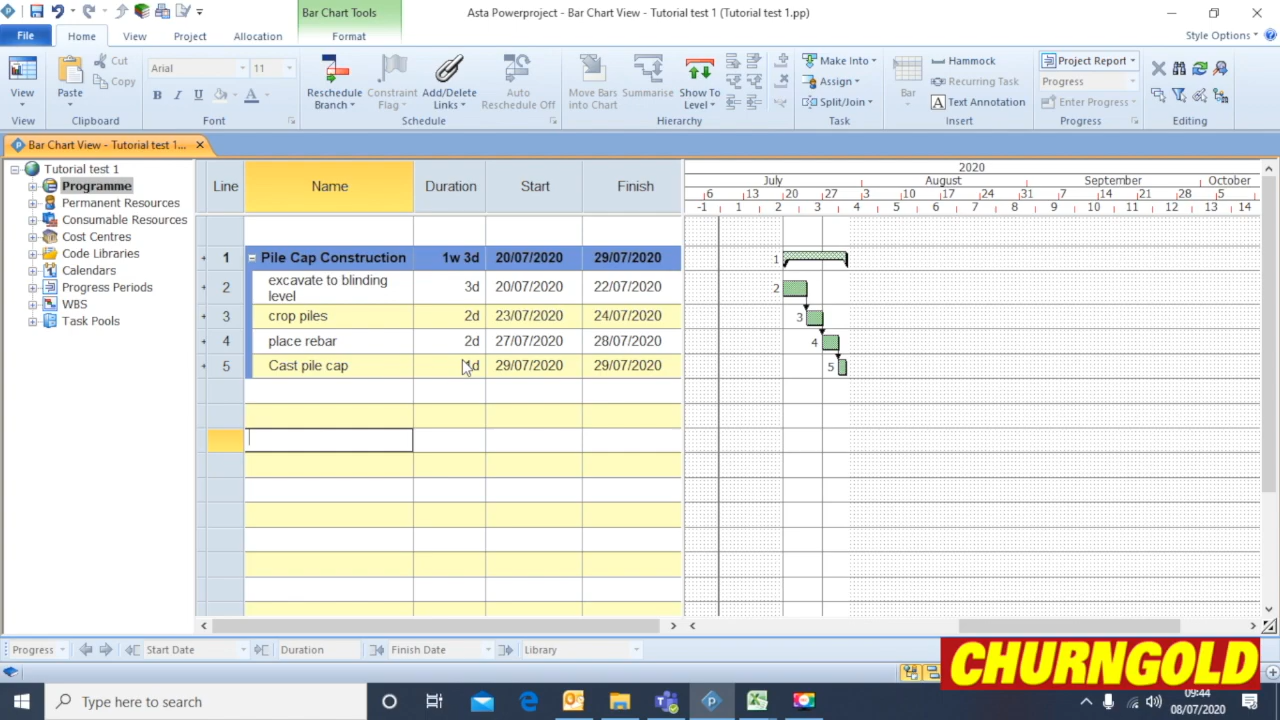 Bar Chart Tools
Asta Powerproject - Bar Chart View - Tutorial test 1 (Tutorial test 1.pp)
File Home View Project Allocation Format
Style Options
View
Paste
Cut
Copy
Arial 11
B I U A
Reschedule Branch
Constraint Flag
Add/Delete Links
Auto Reschedule Off
Move Bars into Chart
Summarise
Show To Level
Make Into
Assign
Split/Join
Bar
Hammock
Recurring Task
Text Annotation
Project Report
Progress
Enter Progress
View Clipboard Font Schedule Hierarchy Task Insert Progress Editing
Bar Chart View - Tutorial test 1...
Tutorial test 1
Programme
Permanent Resources
Consumable Resources
Cost Centres
Code Libraries
Calendars
Progress Periods
WBS
Task Pools
Line Name Duration Start Finish
1 Pile Cap Construction 1w 3d 20/07/2020 29/07/2020
2 excavate to blinding level 3d 20/07/2020 22/07/2020
3 crop piles 2d 23/07/2020 24/07/2020
4 place rebar 2d 27/07/2020 28/07/2020
5 Cast pile cap 1d 29/07/2020 29/07/2020
2020
July August September October
6 13 20 27 3 10 17 24 31 7 14 21 28 5
-1 1 2 3 4 5 6 7 8 9 10 11 12 13 14
1
2
3
4
5
Progress Start Date Duration Finish Date Library
CHURNGOLD
Type here to search
09:44
08/07/2020